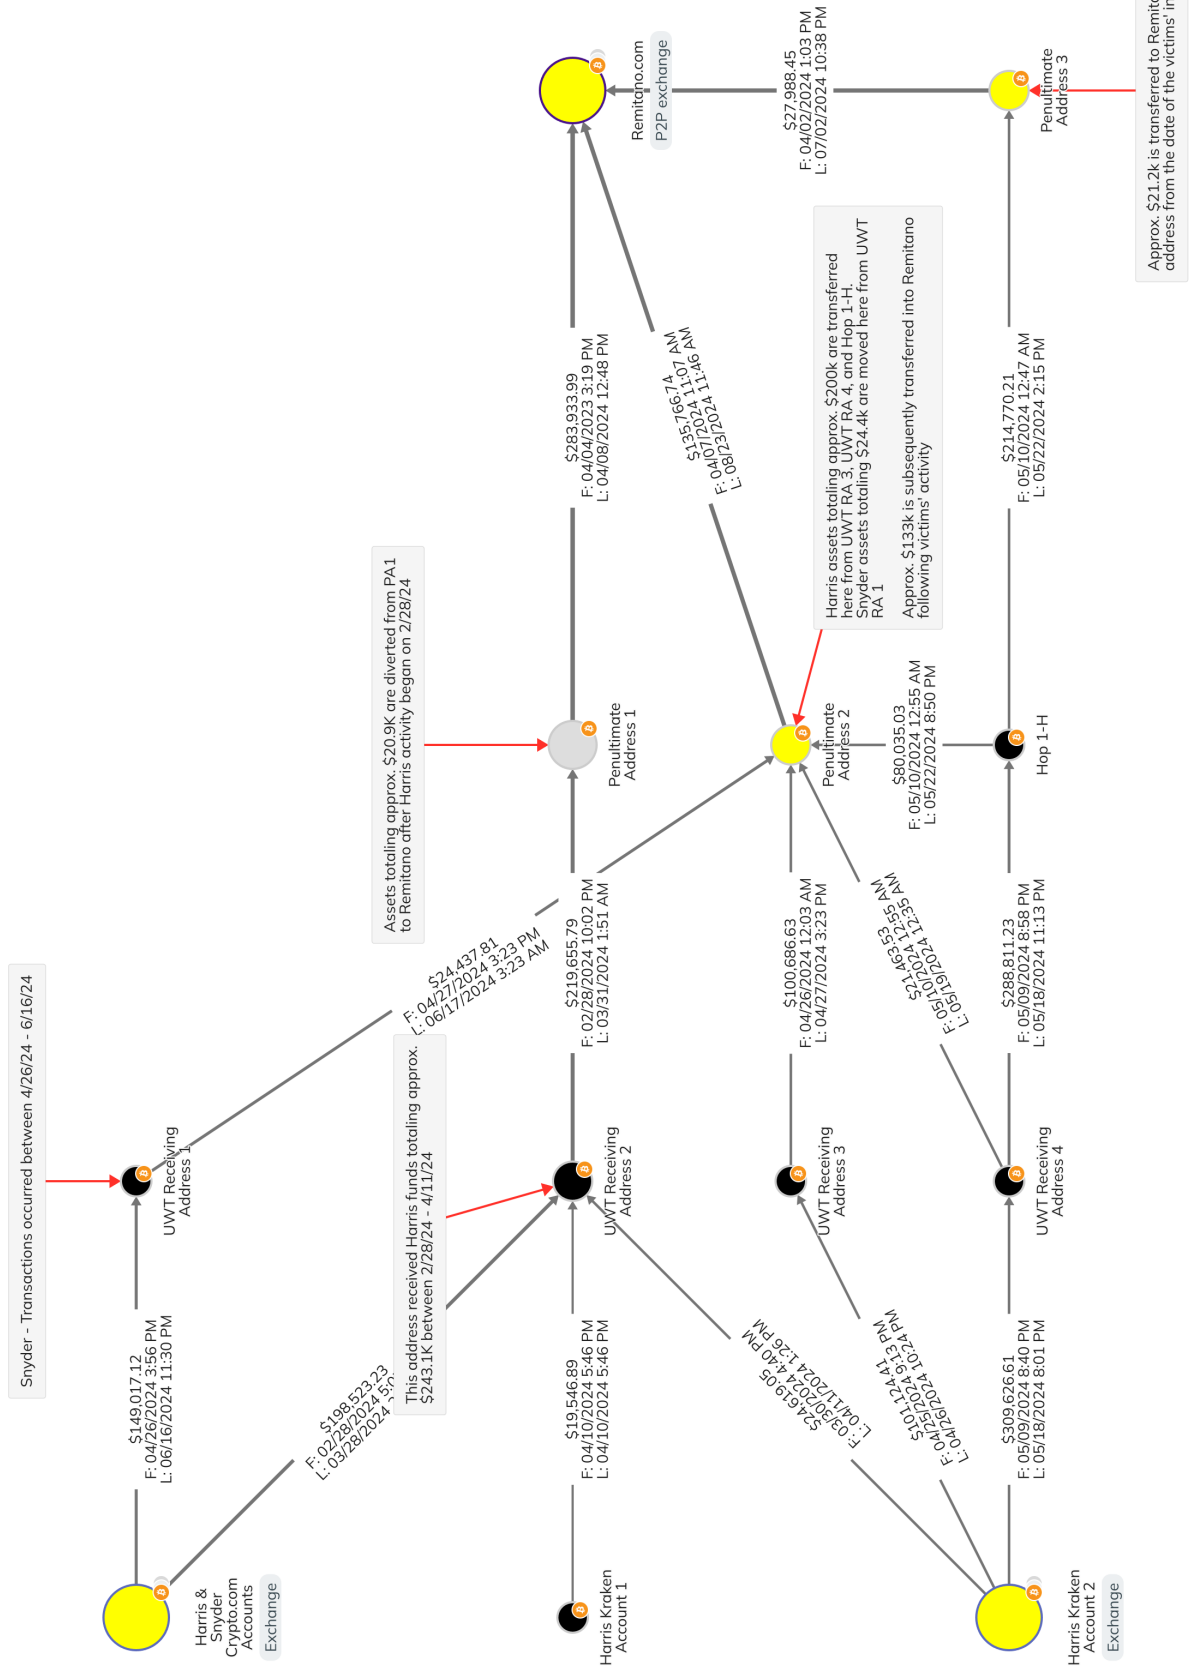 Snyder - Transactions occurred between 4/26/24 - 6/16/24
Harris &
Snyder
Crypto.com
Accounts
Exchange
$149,017.12
F: 04/26/2024 3:56 PM
L: 06/16/2024 11:30 PM
UWT Receiving
Address 1
$24,437.81
F: 04/27/2024 3:23 PM
L: 06/17/2024 3:23 AM
$198,523.23
F: 02/28/2024 5:0
L: 03/28/2024
This address received Harris funds totaling approx.
$243.1K between 2/28/24 - 4/11/24
Assets totaling approx. $20.9K are diverted from PA1
to Remitano after Harris activity began on 2/28/24
Harris Kraken
Account 1
$19,546.89
F: 04/10/2024 5:46 PM
L: 04/10/2024 5:46 PM
UWT Receiving
Address 2
$219,655.79
F: 02/28/2024 10:02 PM
L: 03/31/2024 1:51 AM
Penultimate
Address 1
$283,933.99
F: 04/04/2023 3:19 PM
L: 04/08/2024 12:48 PM
Remitano.com
P2P exchange
$24,619.05
F: 03/30/2024 4:40 PM
L: 04/11/2024 1:26 PM
$101,124.41
F: 04/25/2024 9:13 PM
L: 04/26/2024 10:24 PM
UWT Receiving
Address 3
$100,686.63
F: 04/26/2024 12:03 AM
L: 04/27/2024 3:23 PM
Penultimate
Address 2
$135,766.74
F: 04/07/2024 11:07 AM
L: 08/23/2024 11:46 AM
Harris assets totaling approx. $200k are transferred
here from UWT RA 3, UWT RA 4, and Hop 1-H.
Snyder assets totaling $24.4k are moved here from UWT
RA 1
Approx. $133k is subsequently transferred into Remitano
following victims' activity
$21,463.53
F: 05/10/2024 12:55 AM
L: 05/19/2024 12:35 AM
$80,035.03
F: 05/10/2024 12:55 AM
L: 05/22/2024 8:50 PM
$27,988.45
F: 04/02/2024 1:03 PM
L: 07/02/2024 10:38 PM
Harris Kraken
Account 2
Exchange
$309,626.61
F: 05/09/2024 8:40 PM
L: 05/18/2024 8:01 PM
UWT Receiving
Address 4
$288,811.23
F: 05/09/2024 8:58 PM
L: 05/18/2024 11:13 PM
Hop 1-H
$214,770.21
F: 05/10/2024 12:47 AM
L: 05/22/2024 2:15 PM
Penultimate
Address 3
Approx. $21.2k is transferred to Remita
address from the date of the victims' in